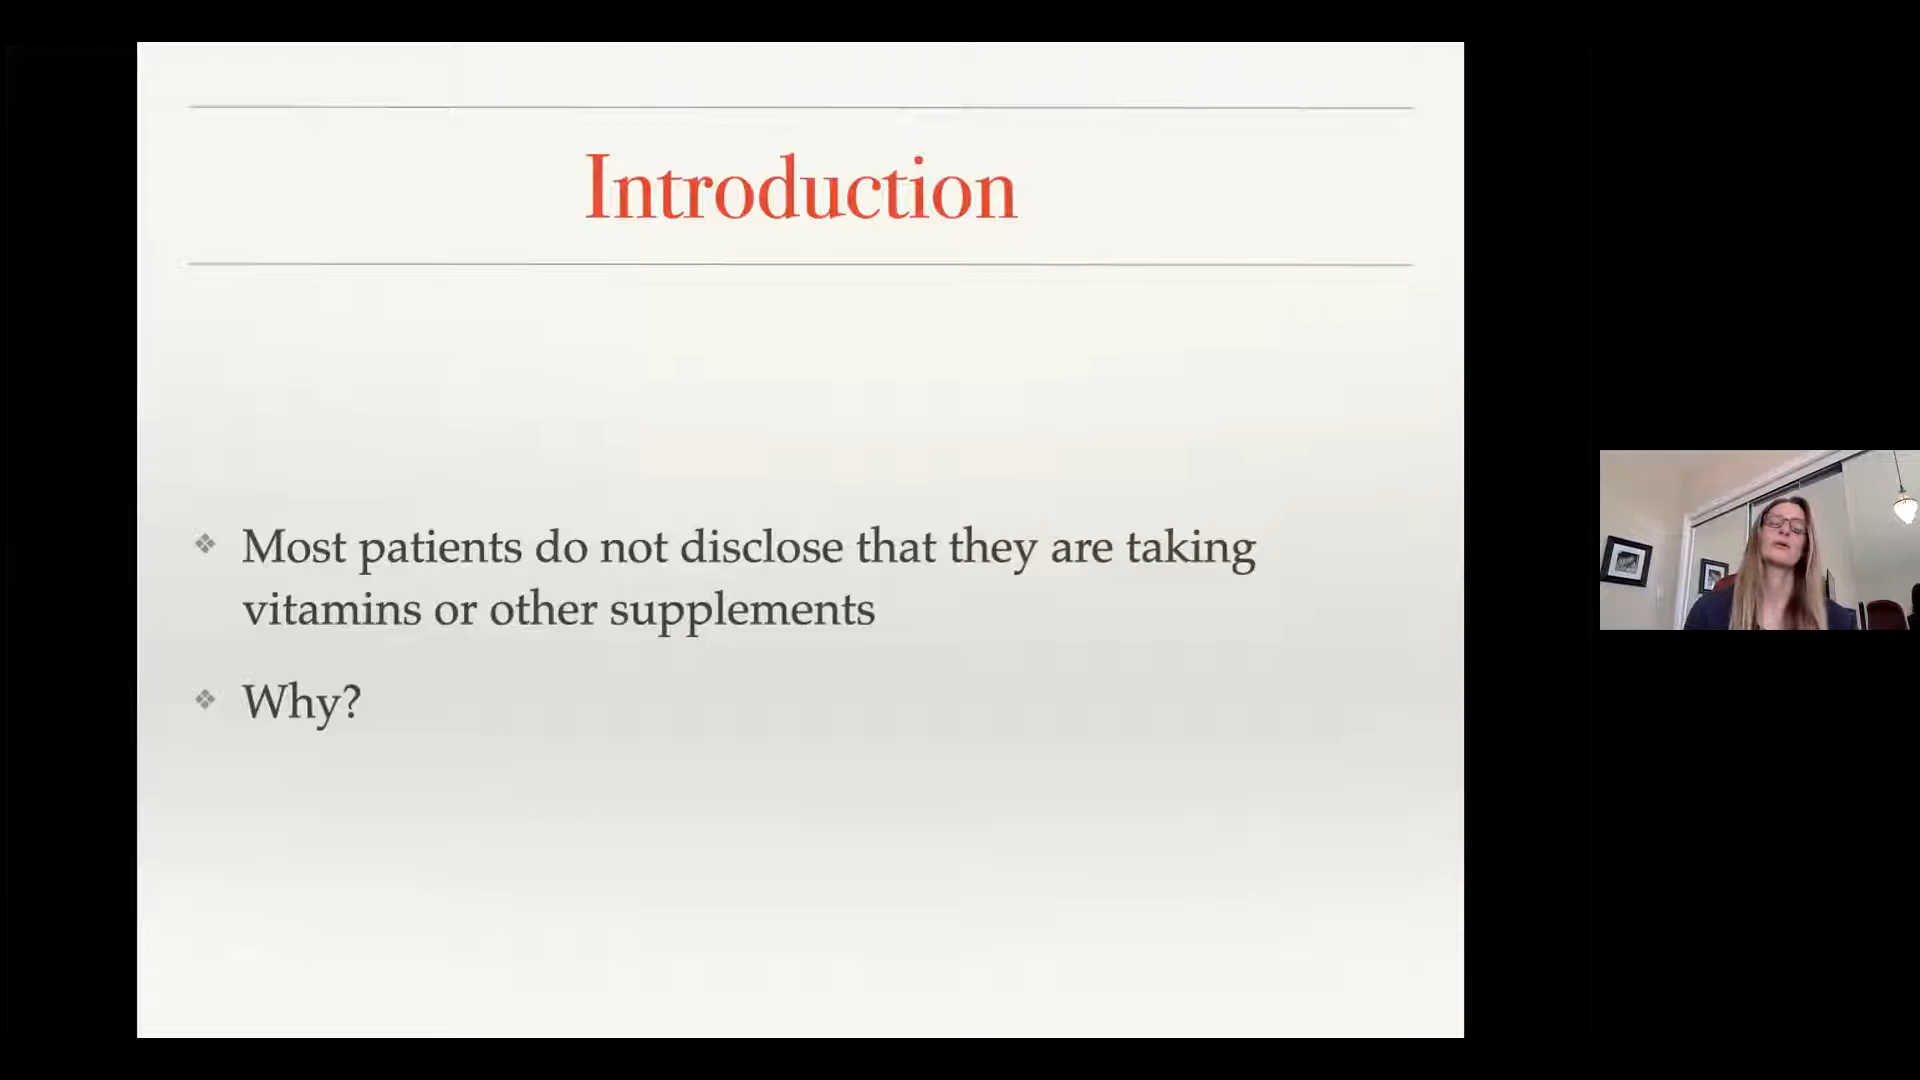 Introduction
Most patients do not disclose that they are taking
vitamins or other supplements
Why?